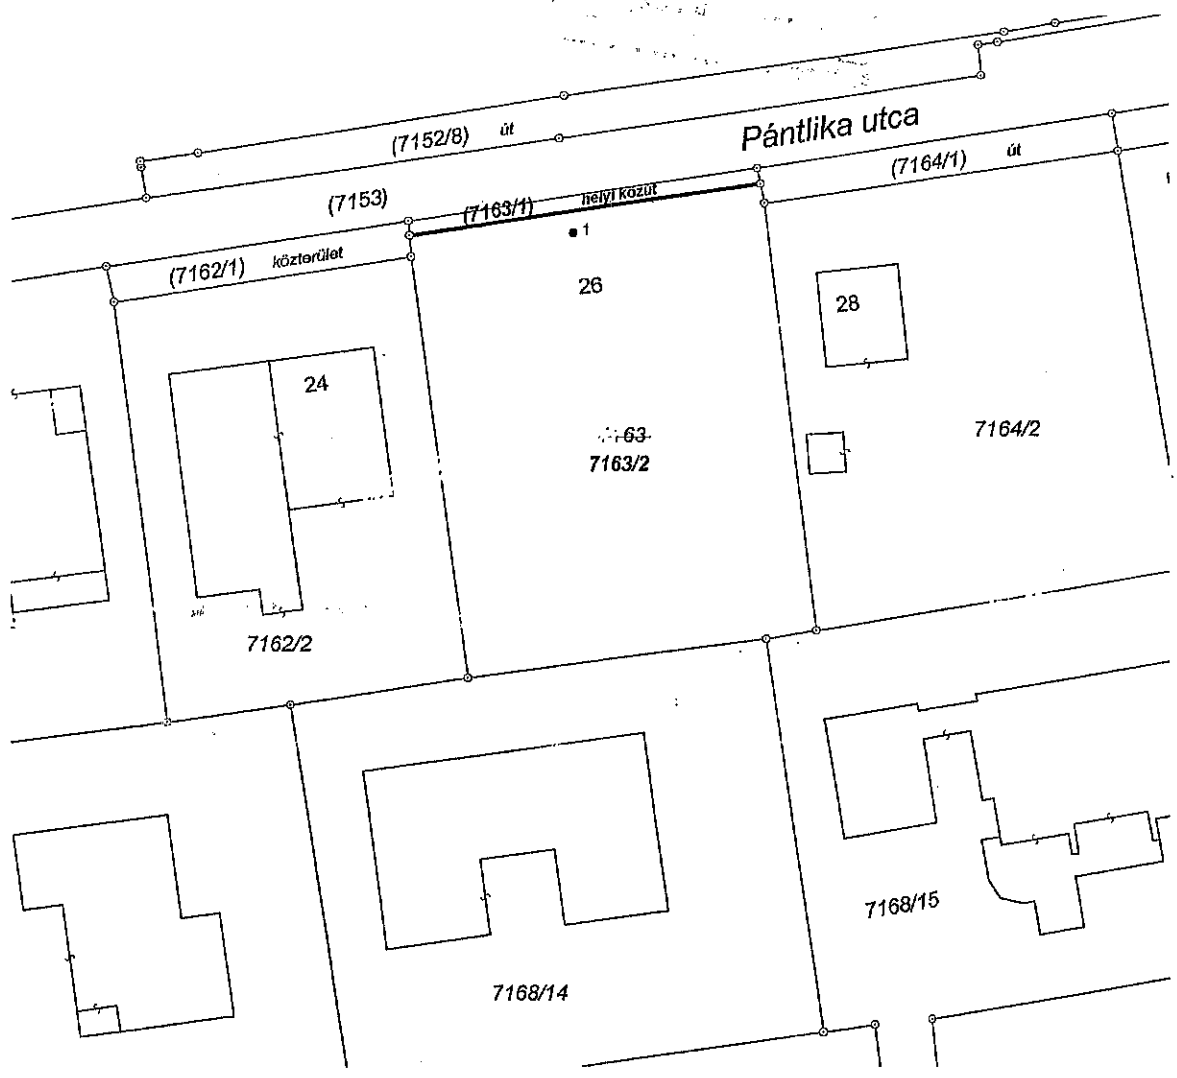 (7152/8) út
Pántlika utca
(7164/1) út
(7153)
(7163/1) helyi közút
1
(7162/1) közterület
26
28
24
63
7163/2
7164/2
7162/2
7168/15
7168/14